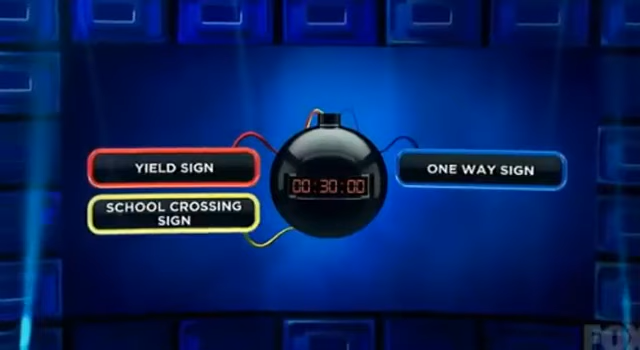 YIELD SIGN
SCHOOL CROSSING
SIGN
00:30:00
ONE WAY SIGN
FOX